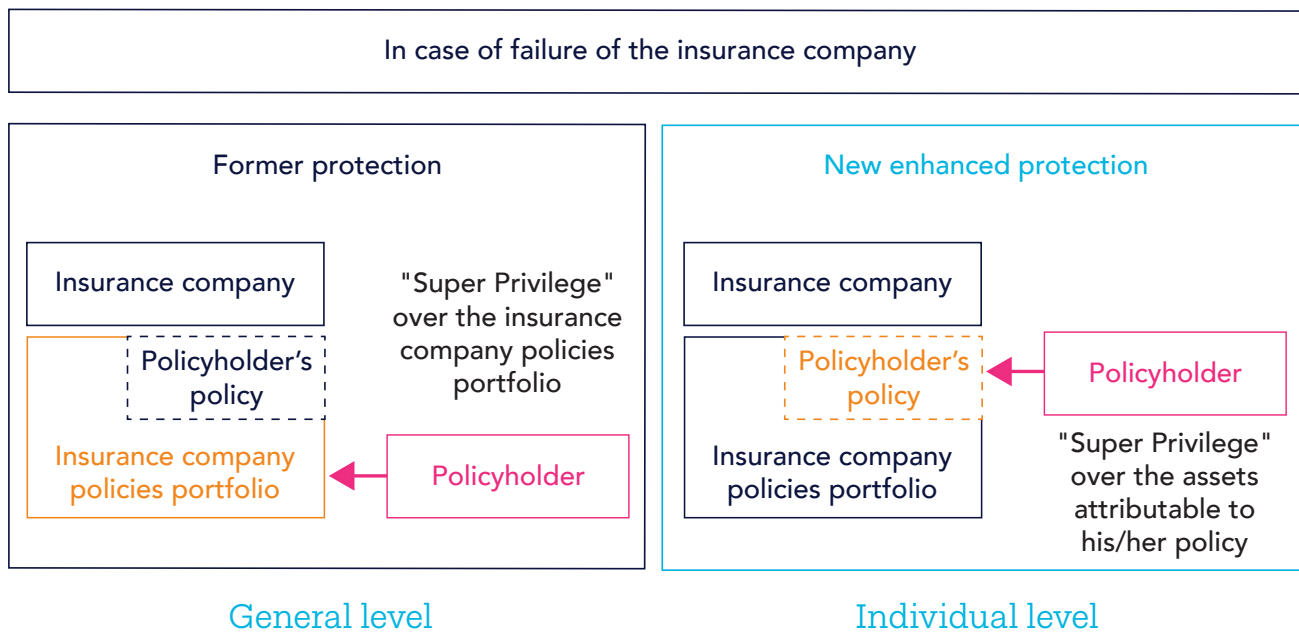 In case of failure of the insurance company
Former protection
Insurance company
"Super Privilege"
over the insurance
company policies
portfolio
Policyholder’s
policy
Insurance company
policies portfolio
Policyholder
General level
New enhanced protection
Insurance company
Policyholder’s
policy
Policyholder
Insurance company
policies portfolio
"Super Privilege"
over the assets
attributable to
his/her policy
Individual level